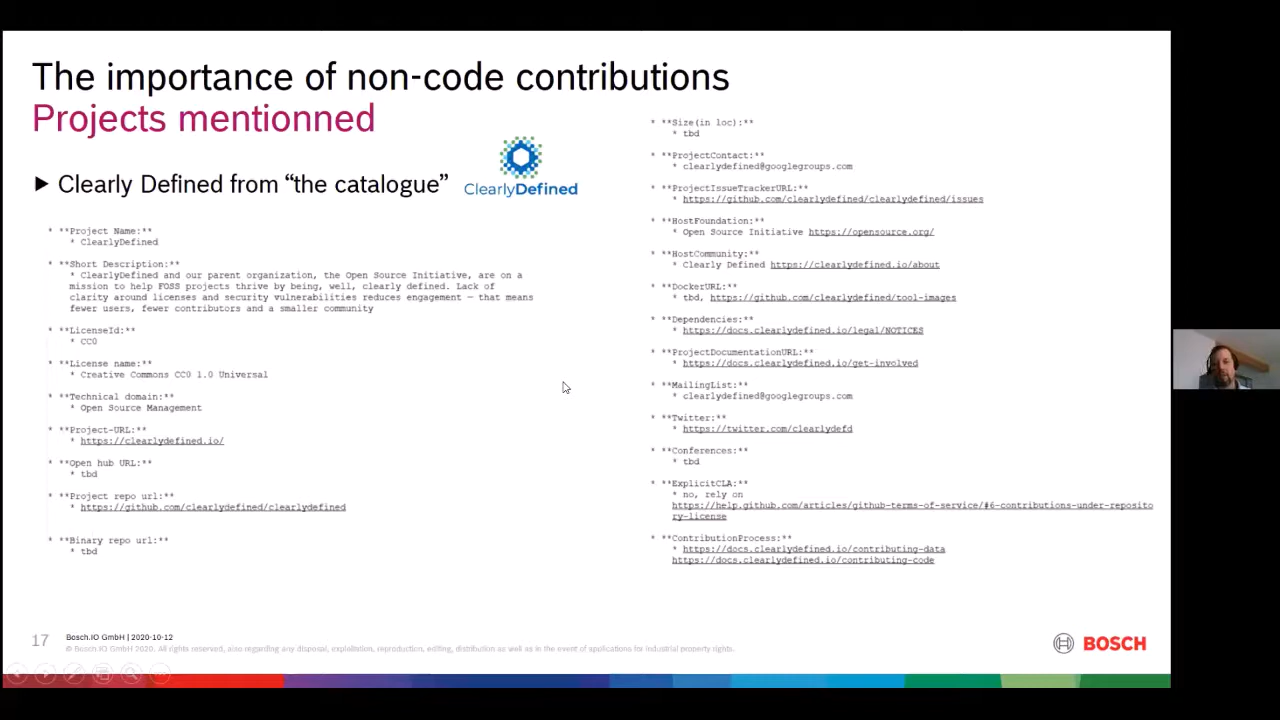 The importance of non-code contributions
Projects mentionned
► Clearly Defined from “the catalogue”
ClearlyDefined
* **Project Name:**
* ClearlyDefined
* **Short Description:**
* ClearlyDefined and our parent organization, the Open Source Initiative, are on a
mission to help FOSS projects thrive by being, well, clearly defined. Lack of
clarity around licenses and security vulnerabilities reduces engagement — that means
fewer users, fewer contributors and a smaller community
* **LicenseId:**
* CC0
* **License name:**
* Creative Commons CC0 1.0 Universal
* **Technical domain:**
* Open Source Management
* **Project-URL:**
* https://clearlydefined.io/
* **Open hub URL:**
* tbd
* **Project repo url:**
* https://github.com/clearlydefined/clearlydefined
* **Binary repo url:**
* tbd
* **Size(in loc):**
* tbd
* **ProjectContact:**
* clearlydefined@googlegroups.com
* **ProjectIssueTrackerURL:**
* https://github.com/clearlydefined/clearlydefined/issues
* **HostFoundation:**
* Open Source Initiative https://opensource.org/
* **HostCommunity:**
* Clearly Defined https://clearlydefined.io/about
* **DockerURL:**
* tbd, https://github.com/clearlydefined/tool-images
* **Dependencies:**
* https://docs.clearlydefined.io/legal/NOTICES
* **ProjectDocumentationURL:**
* https://docs.clearlydefined.io/get-involved
* **MailingList:**
* clearlydefined@googlegroups.com
* **Twitter:**
* https://twitter.com/clearlydefd
* **Conferences:**
* tbd
* **ExplicitCLA:**
* no, rely on
https://help.github.com/articles/github-terms-of-service/#6-contributions-under-reposito
ry-license
* **ContributionProcess:**
* https://docs.clearlydefined.io/contributing-data
https://docs.clearlydefined.io/contributing-code
17
Bosch.IO GmbH | 2020-10-12
© Bosch.IO GmbH 2020. All rights reserved, also regarding any disposal, exploitation, reproduction, editing, distribution as well as in the event of applications for industrial property rights.
BOSCH